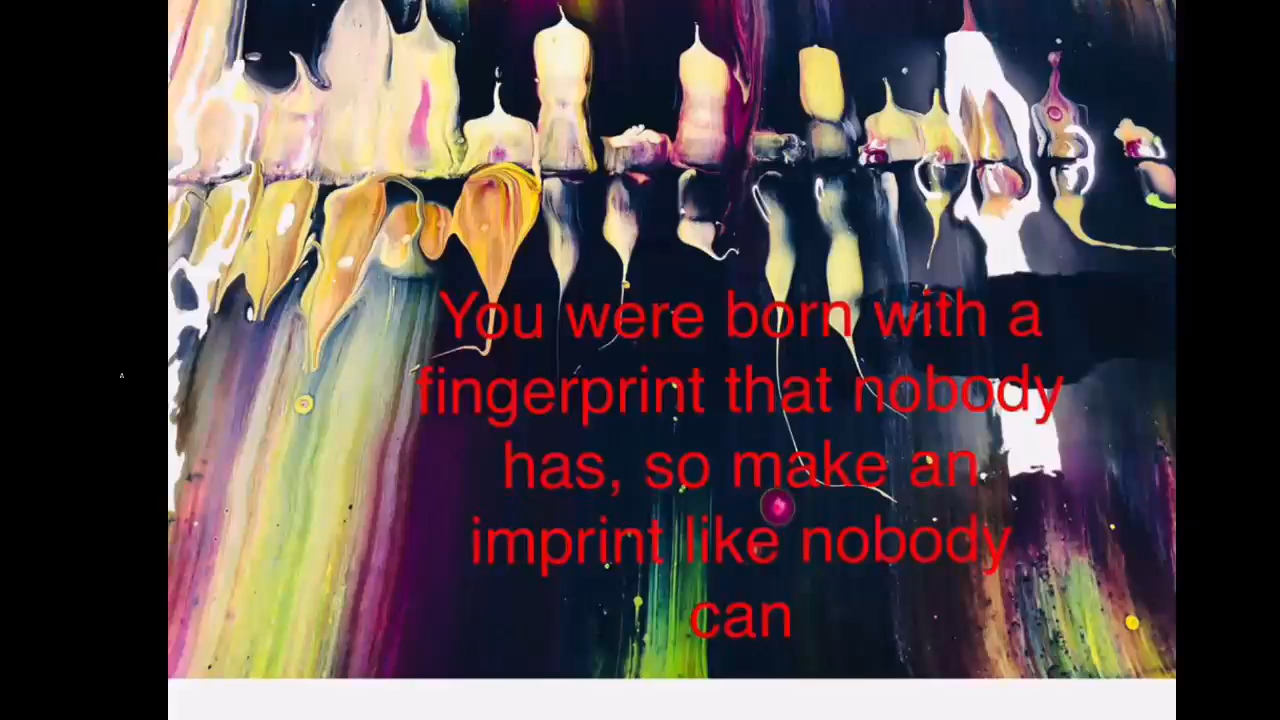 You were born with a
fingerprint that nobody
has, so make an
imprint like nobody
can
A